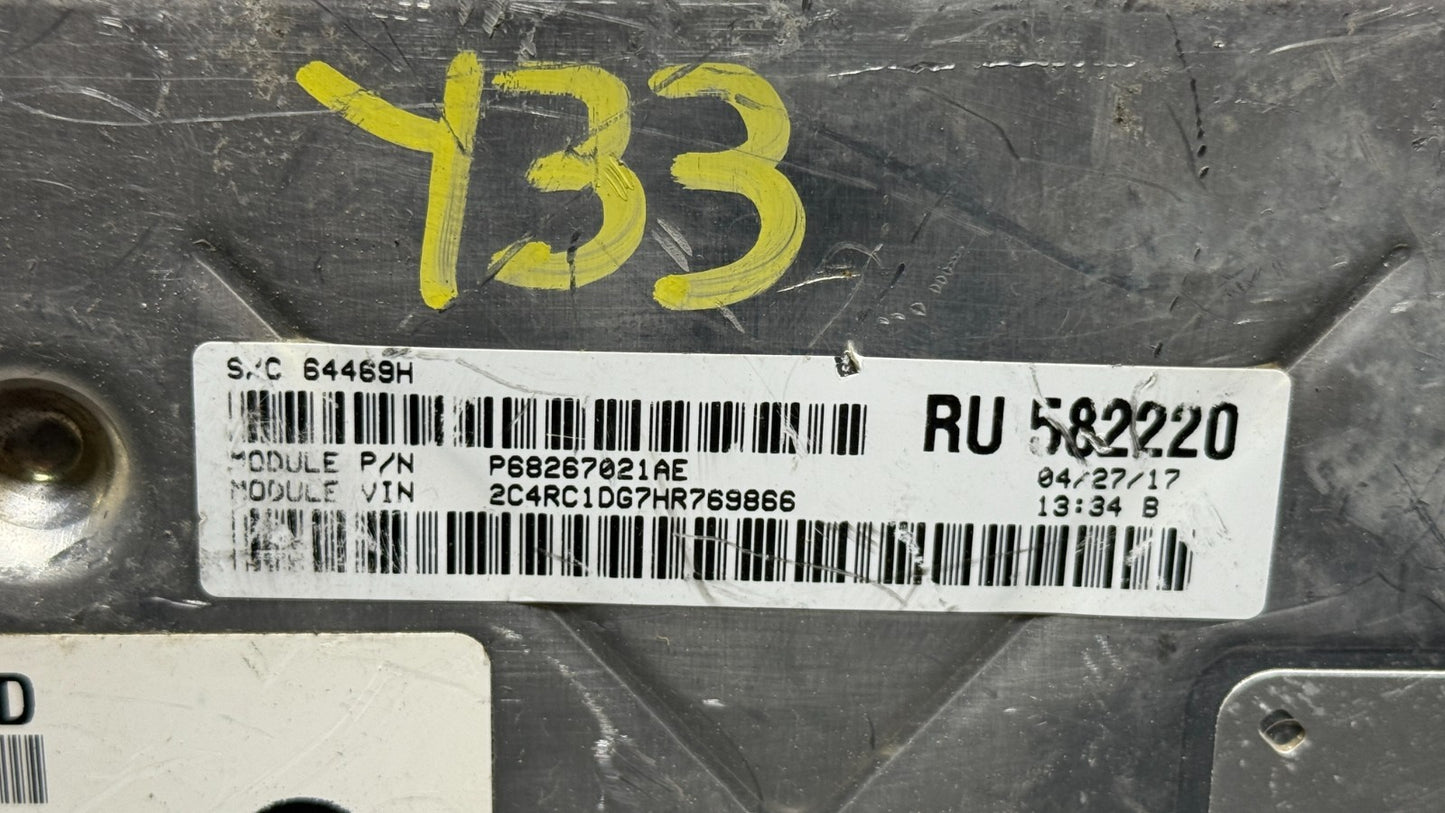 Y33
S/C 64469H
RU 582220
MODULE P/N P68267021AE
04/27/17
MODULE VIN 2C4RC1DG7HR769866
13:34 B
D